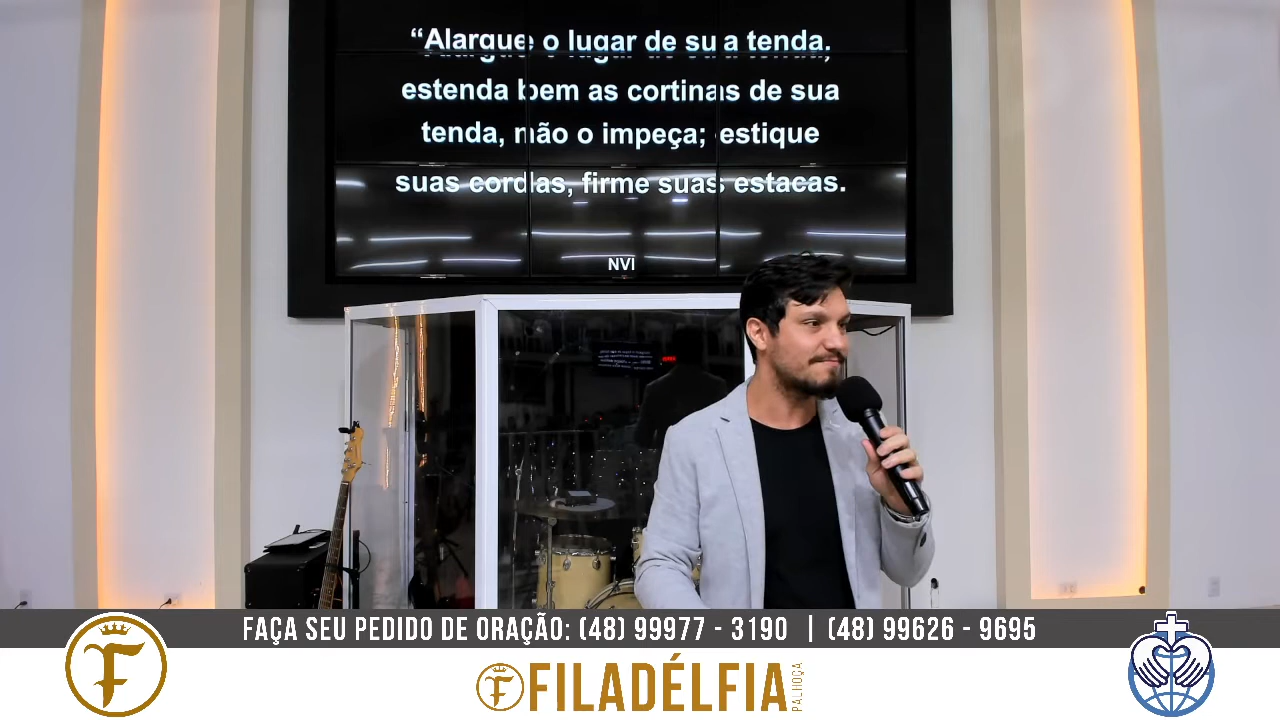 “Alargue o lugar de sua tenda.
estenda bem as cortinas de sua
tenda, não o impeça; estique
suas cordas, firme suas estacas.
NVI
FAÇA SEU PEDIDO DE ORAÇÃO: (48) 99977 - 3190 | (48) 99626 - 9695
F
F FILADÉLFIA PALHOÇA